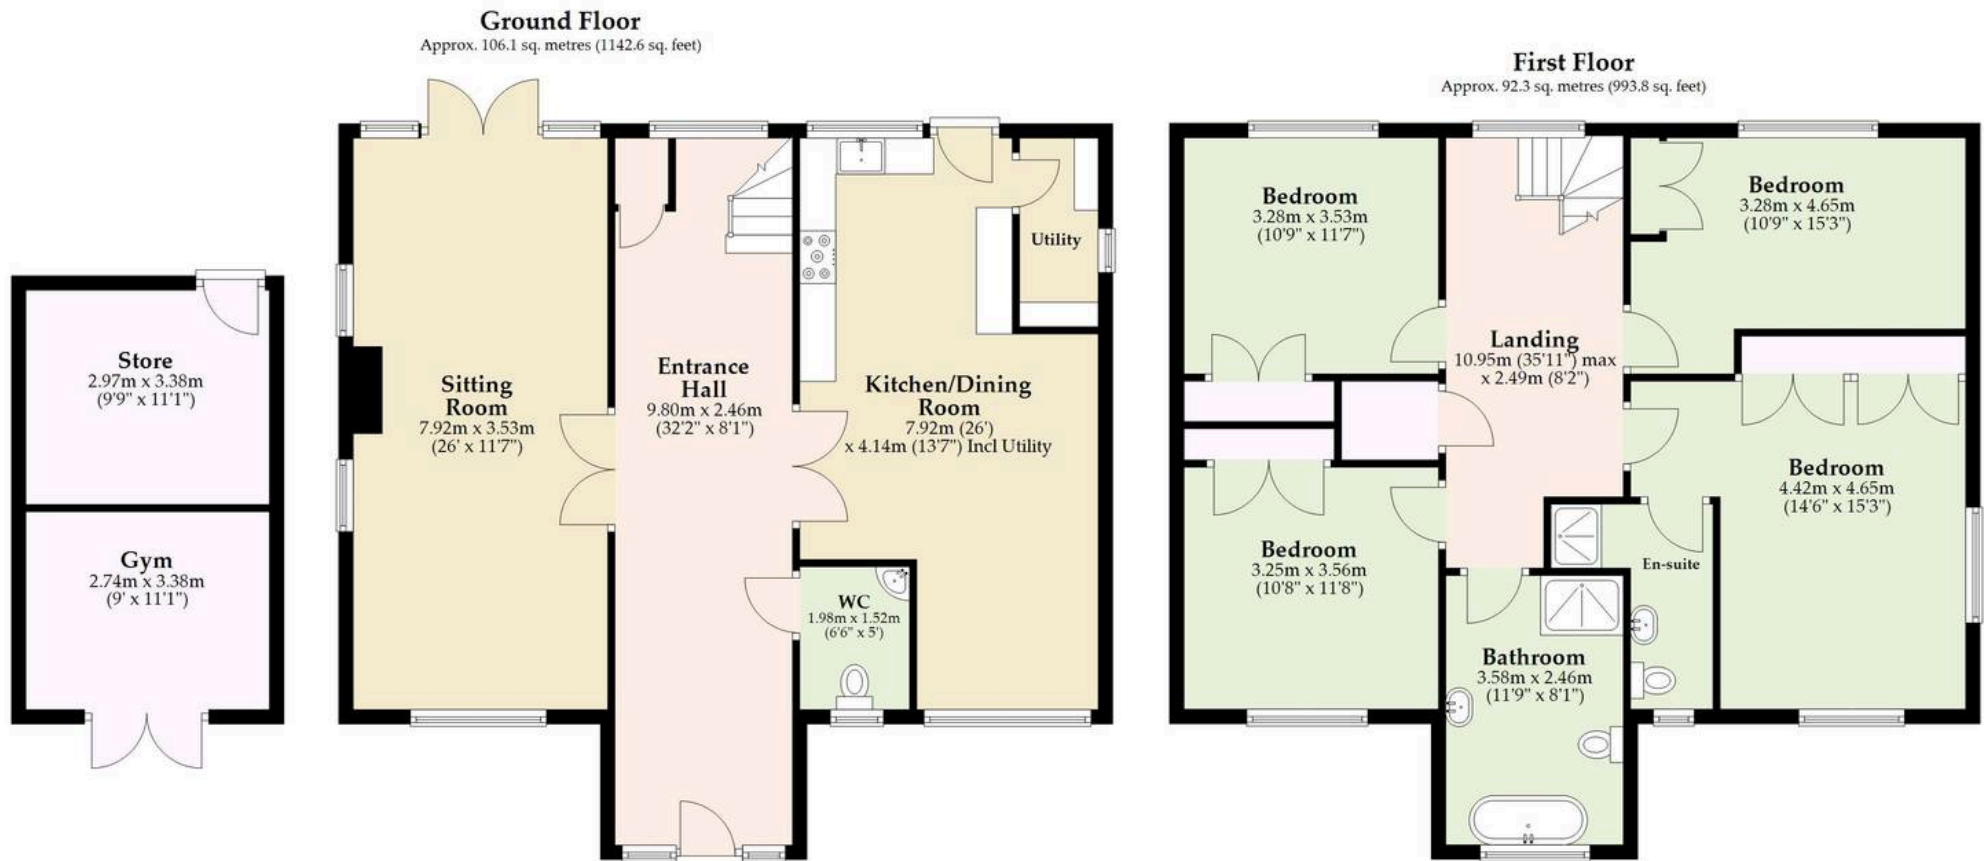 Ground Floor
Approx. 106.1 sq. metres (1142.6 sq. feet)
Store
2.97m x 3.38m
(9'9" x 11'1")
Gym
2.74m x 3.38m
(9' x 11'1")
Sitting
Room
7.92m x 3.53m
(26' x 11'7")
Entrance
Hall
9.80m x 2.46m
(32'2" x 8'1")
Kitchen/Dining
Room
7.92m (26')
x 4.14m (13'7") Incl Utility
Utility
WC
1.98m x 1.52m
(6'6" x 5')
First Floor
Approx. 92.3 sq. metres (993.8 sq. feet)
Bedroom
3.28m x 3.53m
(10'9" x 11'7")
Bedroom
3.28m x 4.65m
(10'9" x 15'3")
Landing
10.95m (35'11") max
x 2.49m (8'2")
Bedroom
4.42m x 4.65m
(14'6" x 15'3")
Bedroom
3.25m x 3.56m
(10'8" x 11'8")
En-suite
Bathroom
3.58m x 2.46m
(11'9" x 8'1")